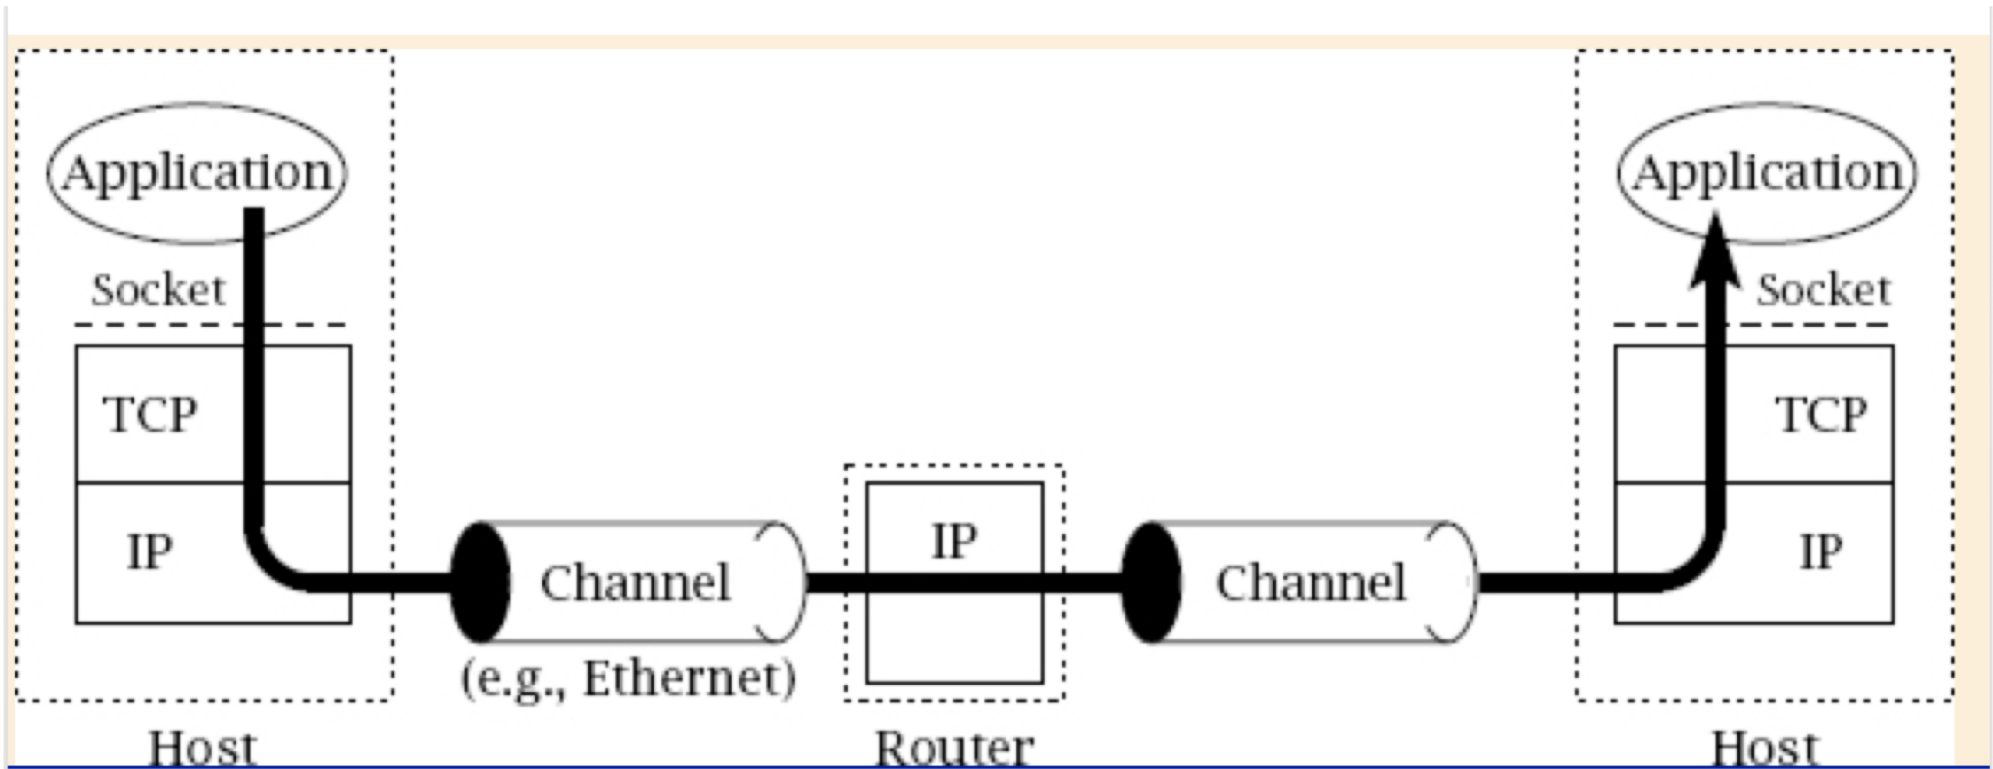 Application
Application
Socket
Socket
TCP
TCP
IP
IP
IP
Channel
Channel
(e.g., Ethernet)
Host
Router
Host